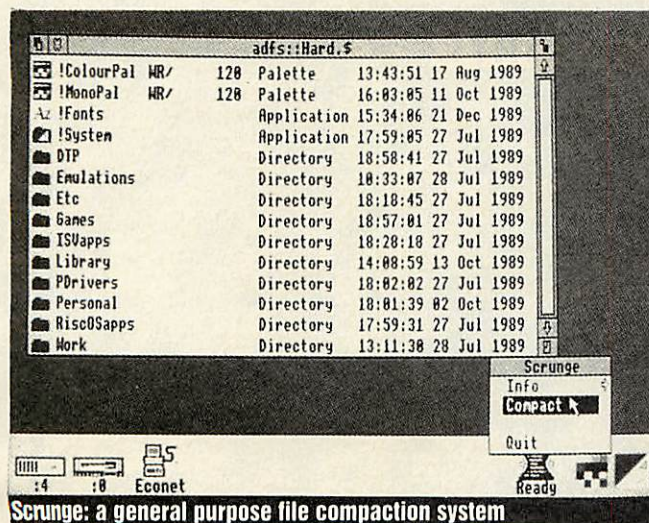 adfs::Hard.$
!ColourPal WR/ 128 Palette 13:43:51 17 Aug 1989
!MonoPal WR/ 128 Palette 16:03:05 11 Oct 1989
Az !Fonts Application 15:34:06 21 Dec 1989
!System Application 17:59:05 27 Jul 1989
DTP Directory 18:58:41 27 Jul 1989
Emulations Directory 10:33:07 28 Jul 1989
Etc Directory 18:18:45 27 Jul 1989
Games Directory 18:57:01 27 Jul 1989
ISVapps Directory 18:28:18 27 Jul 1989
Library Directory 14:08:59 13 Oct 1989
PDrivers Directory 18:02:02 27 Jul 1989
Personal Directory 18:01:39 02 Oct 1989
RiscOSapps Directory 17:59:31 27 Jul 1989
Work Directory 13:11:30 28 Jul 1989
Scrunge
Info
Compact
Quit
:4 :0 Econet Ready
Scrunge: a general purpose file compaction system